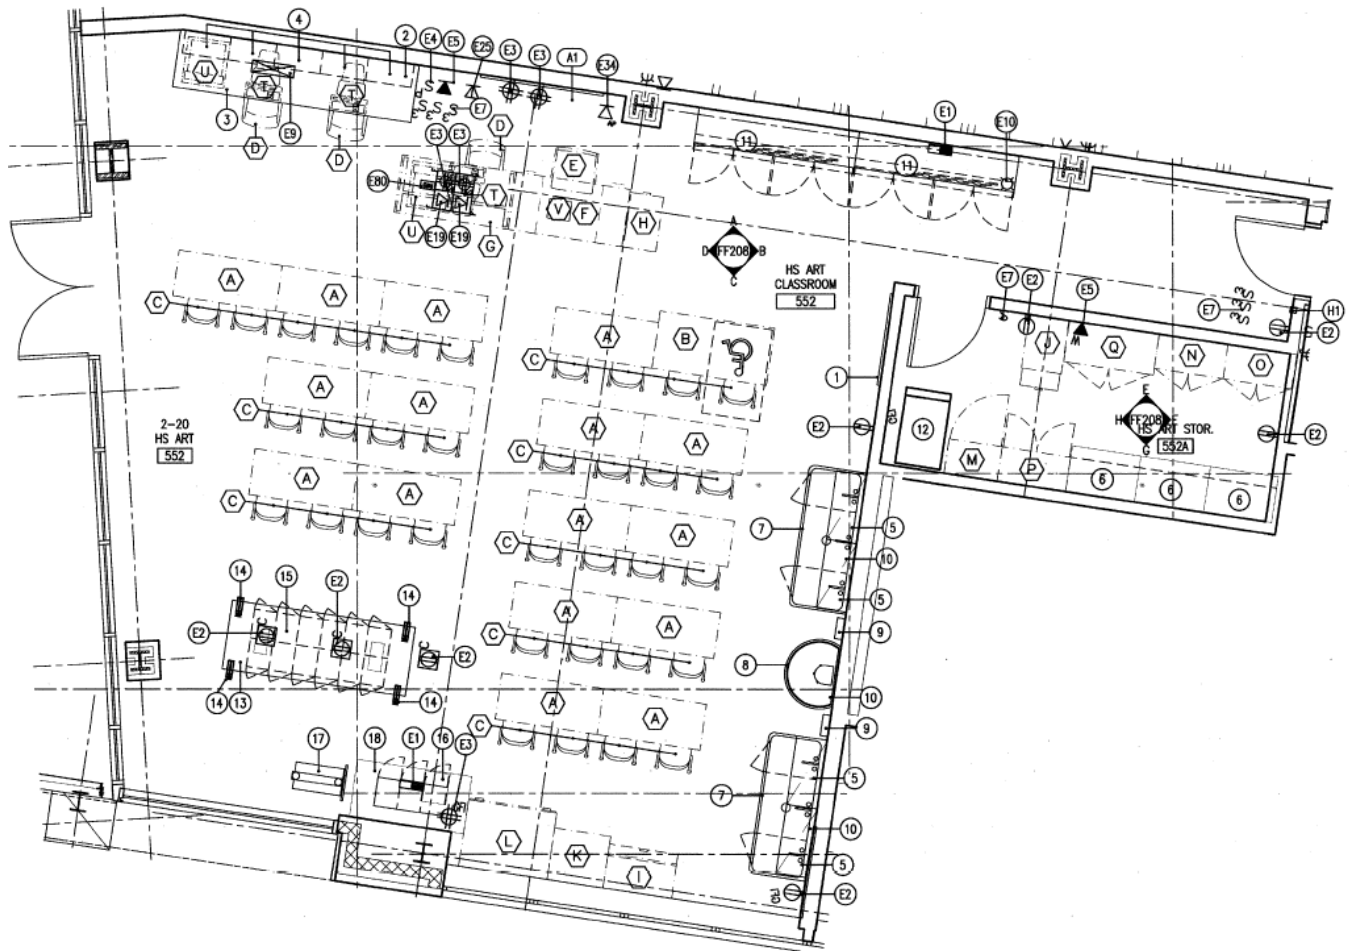 4
2
E4
E5
E25
E3
E3
A1
E34
U
T
T
3
E9
D
D
E7
E3
E3
D
E1
E10
11
11
E80
E
T
U
E19
E19
G
V
F
H
A
D
FF208
B
C
HS ART
CLASSROOM
552
E7
E2
E5
E7
H1
E2
A
A
A
C
A
B
C
J
Q
N
O
1
A
A
C
2-20
HS ART
552
E2
12
E
H
FF208
F
HS ART STOR.
G
552A
E2
A
A
C
M
P
6
6
6
A
A
C
7
5
10
5
A
A
C
14
15
E2
14
E2
E2
14
13
14
A
A
C
9
8
10
9
A
A
C
17
18
E1
16
E3
7
5
10
5
L
K
I
E2